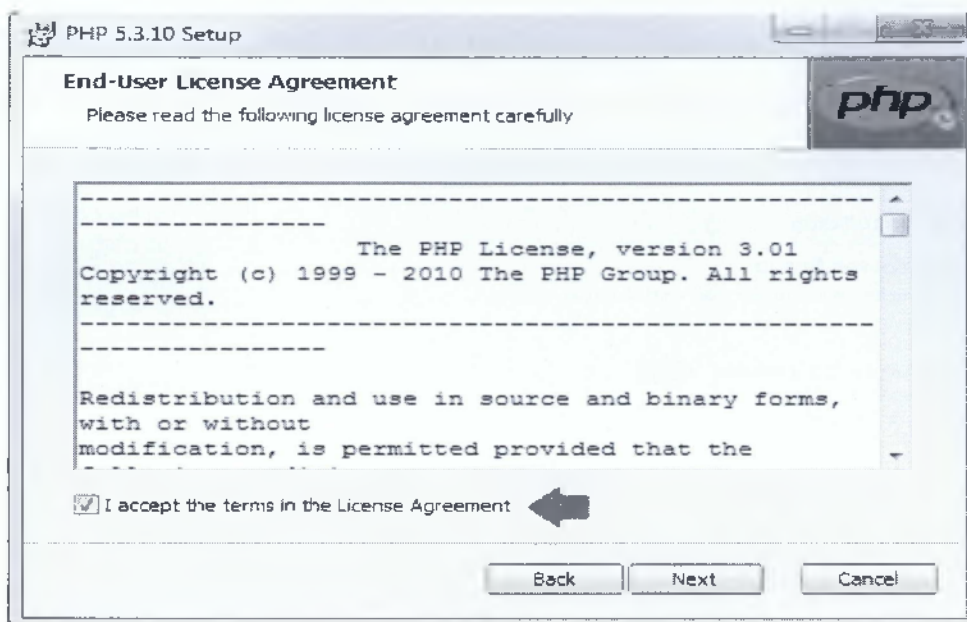 PHP 5.3.10 Setup
End-User License Agreement
Please read the following license agreement carefully
php
-----------------------------------------------------
----------------
The PHP License, version 3.01
Copyright (c) 1999 - 2010 The PHP Group. All rights
reserved.
-----------------------------------------------------
----------------
Redistribution and use in source and binary forms,
with or without
modification, is permitted provided that the
I accept the terms in the License Agreement
Back Next Cancel